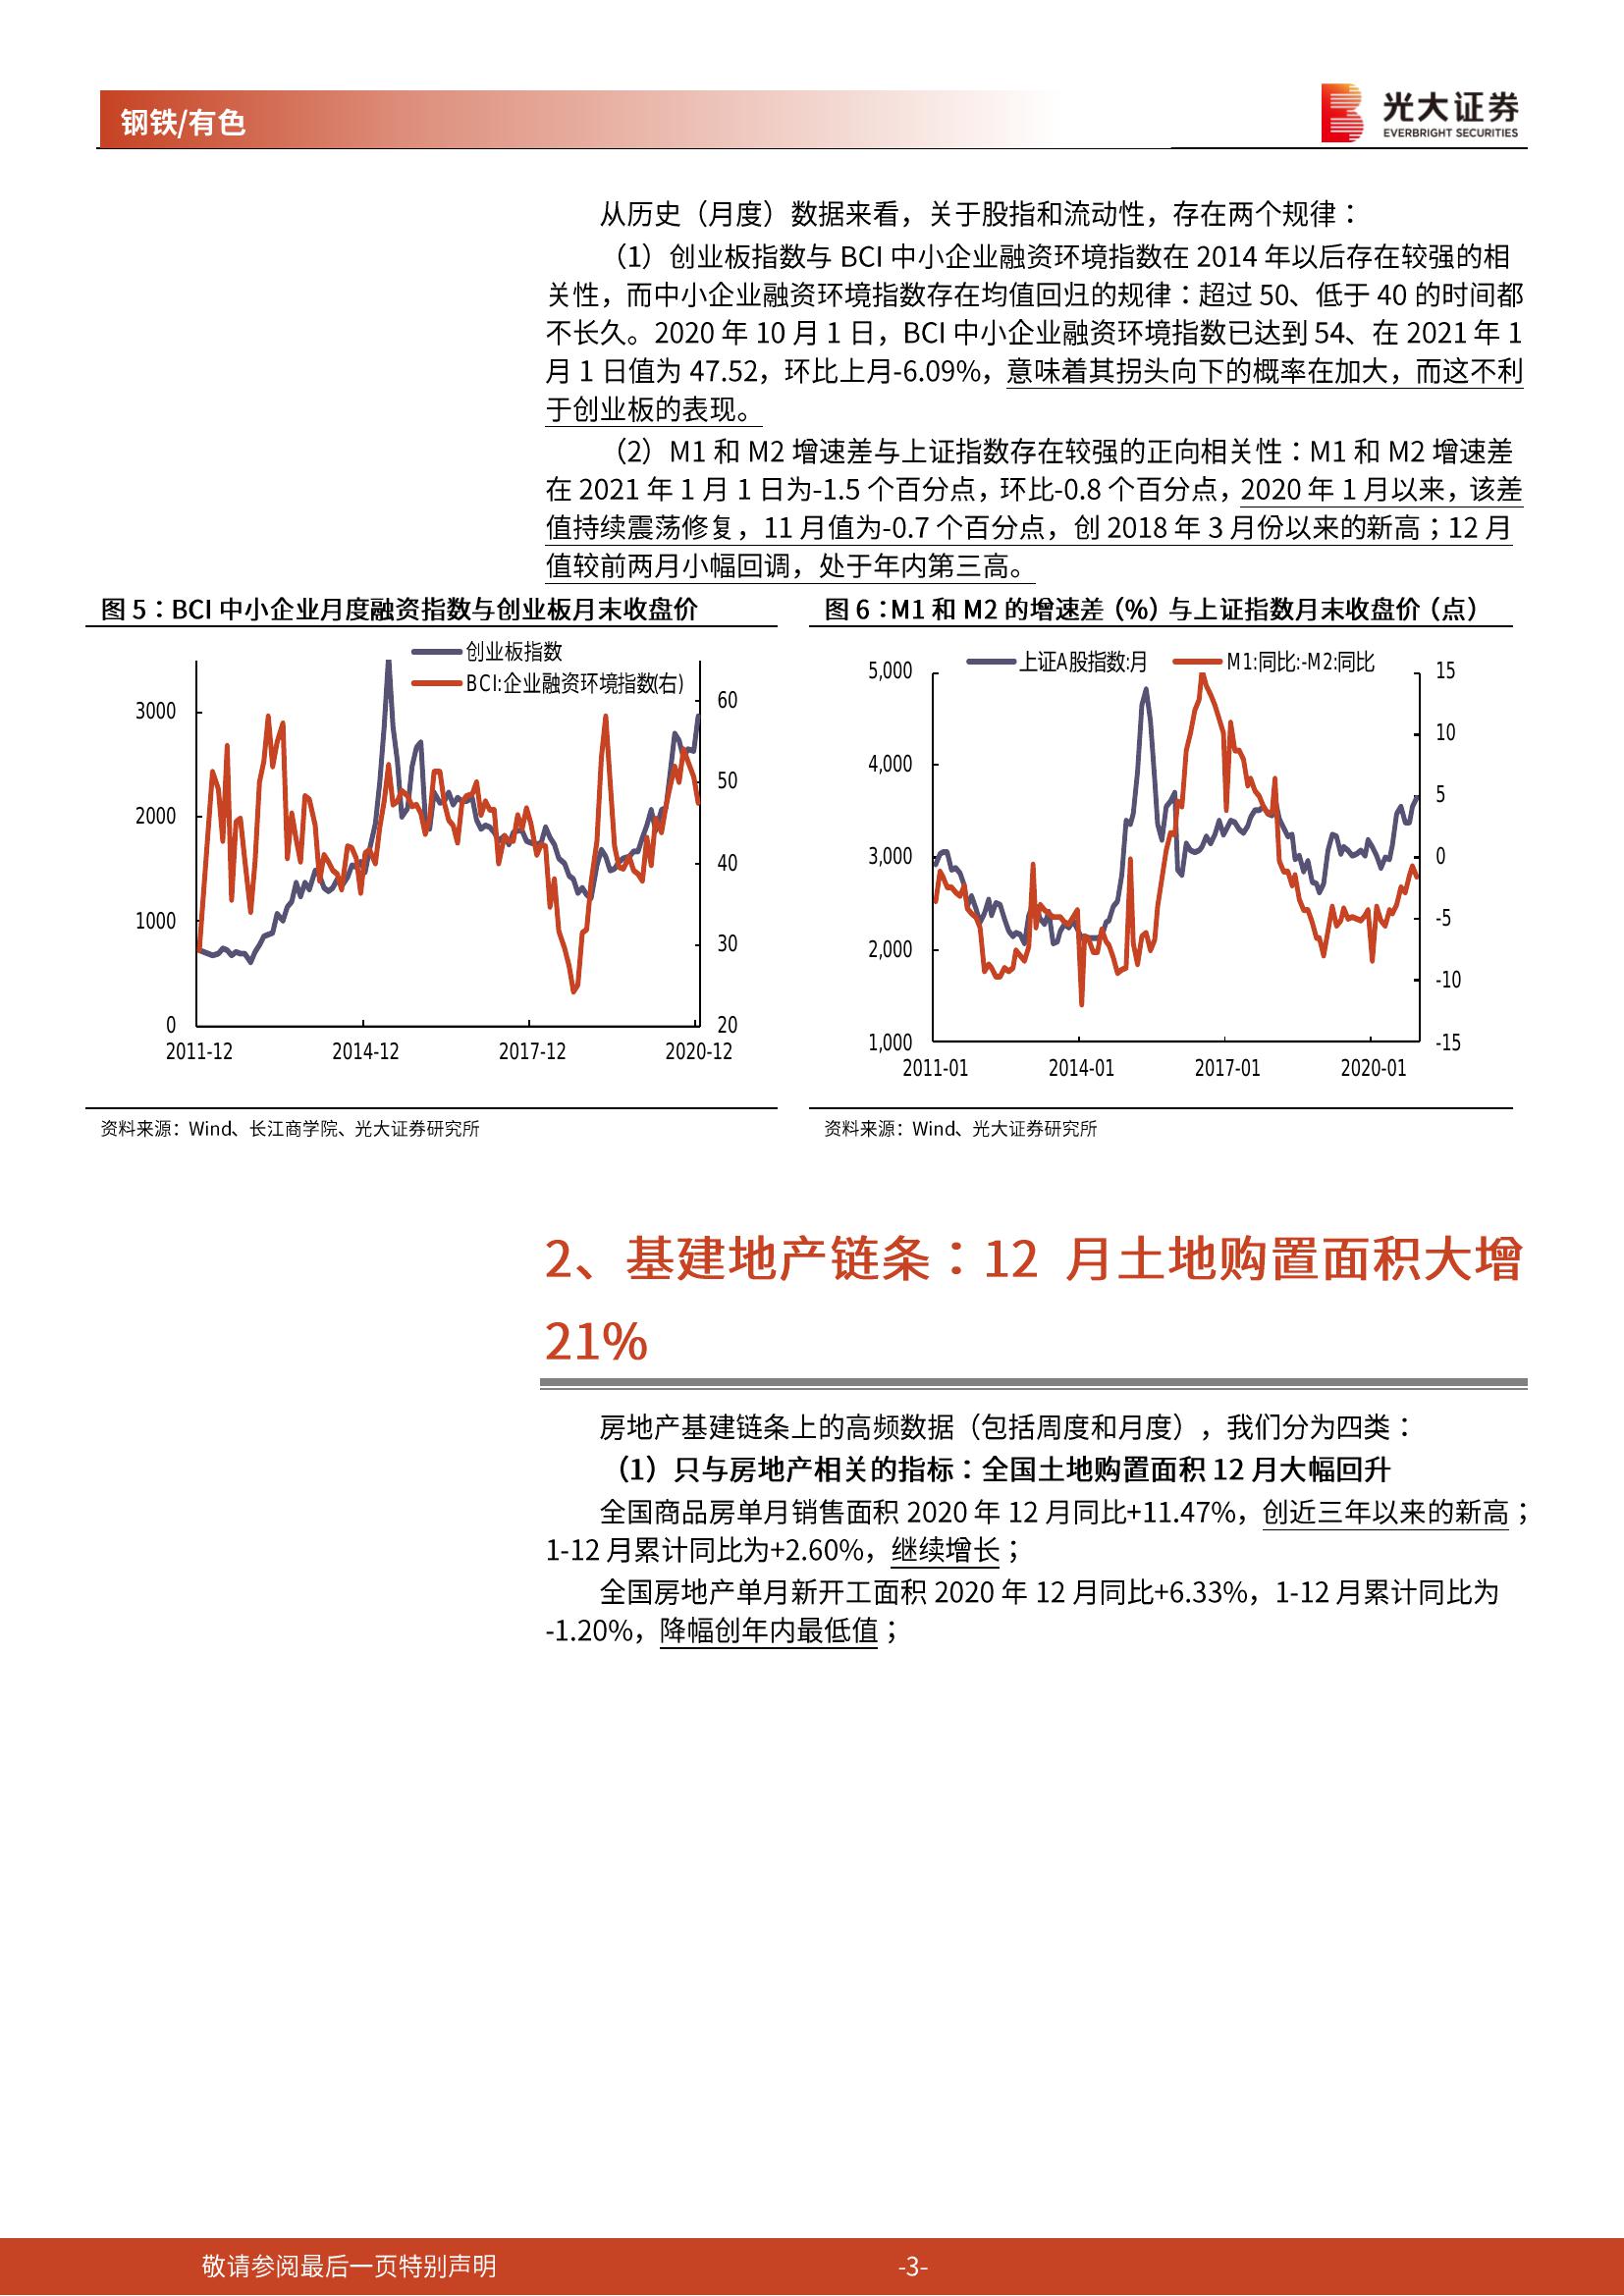 钢铁/有色
光大证券
EVERBRIGHT SECURITIES
从历史（月度）数据来看，关于股指和流动性，存在两个规律：
（1）创业板指数与 BCI 中小企业融资环境指数在 2014 年以后存在较强的相
关性，而中小企业融资环境指数存在均值回归的规律：超过 50、低于 40 的时间都
不长久。2020 年 10 月 1 日，BCI 中小企业融资环境指数已达到 54、在 2021 年 1
月 1 日值为 47.52，环比上月-6.09%，意味着其拐头向下的概率在加大，而这不利
于创业板的表现。
（2）M1 和 M2 增速差与上证指数存在较强的正向相关性：M1 和 M2 增速差
在 2021 年 1 月 1 日为-1.5 个百分点，环比-0.8 个百分点，2020 年 1 月以来，该差
值持续震荡修复，11 月值为-0.7 个百分点，创 2018 年 3 月份以来的新高；12 月
值较前两月小幅回调，处于年内第三高。
图 5：BCI 中小企业月度融资指数与创业板月末收盘价
创业板指数
BCI:企业融资环境指数(右)
3000
2000
1000
0
60
50
40
30
20
2011-12
2014-12
2017-12
2020-12
资料来源：Wind、长江商学院、光大证券研究所
图 6：M1 和 M2 的增速差（%）与上证指数月末收盘价（点）
上证A股指数:月
M1:同比:-M2:同比
5,000
4,000
3,000
2,000
1,000
15
10
5
0
-5
-10
-15
2011-01
2014-01
2017-01
2020-01
资料来源：Wind、光大证券研究所
2、基建地产链条：12 月土地购置面积大增
21%
房地产基建链条上的高频数据（包括周度和月度），我们分为四类：
（1）只与房地产相关的指标：全国土地购置面积 12 月大幅回升
全国商品房单月销售面积 2020 年 12 月同比+11.47%，创近三年以来的新高；
1-12 月累计同比为+2.60%，继续增长；
全国房地产单月新开工面积 2020 年 12 月同比+6.33%，1-12 月累计同比为
-1.20%，降幅创年内最低值；
敬请参阅最后一页特别声明
-3-